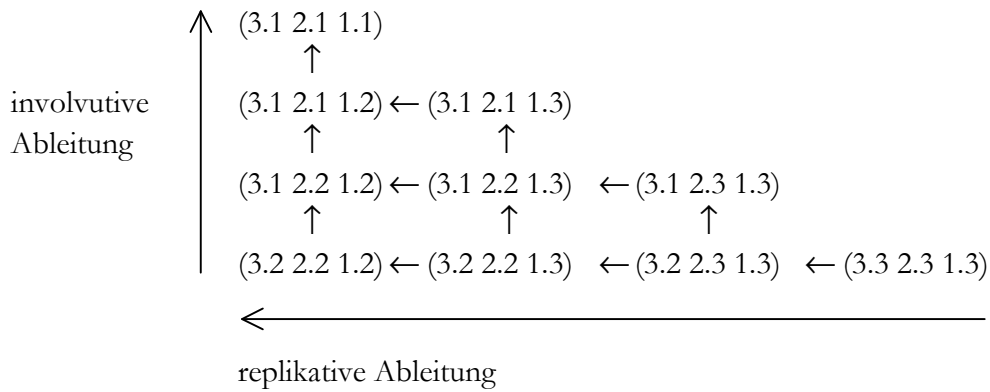 (3.1 2.1 1.1)
↑
involvutive (3.1 2.1 1.2) ← (3.1 2.1 1.3)
Ableitung ↑ ↑
(3.1 2.2 1.2) ← (3.1 2.2 1.3) ← (3.1 2.3 1.3)
↑ ↑ ↑
(3.2 2.2 1.2) ← (3.2 2.2 1.3) ← (3.2 2.3 1.3) ← (3.3 2.3 1.3)
replikative Ableitung